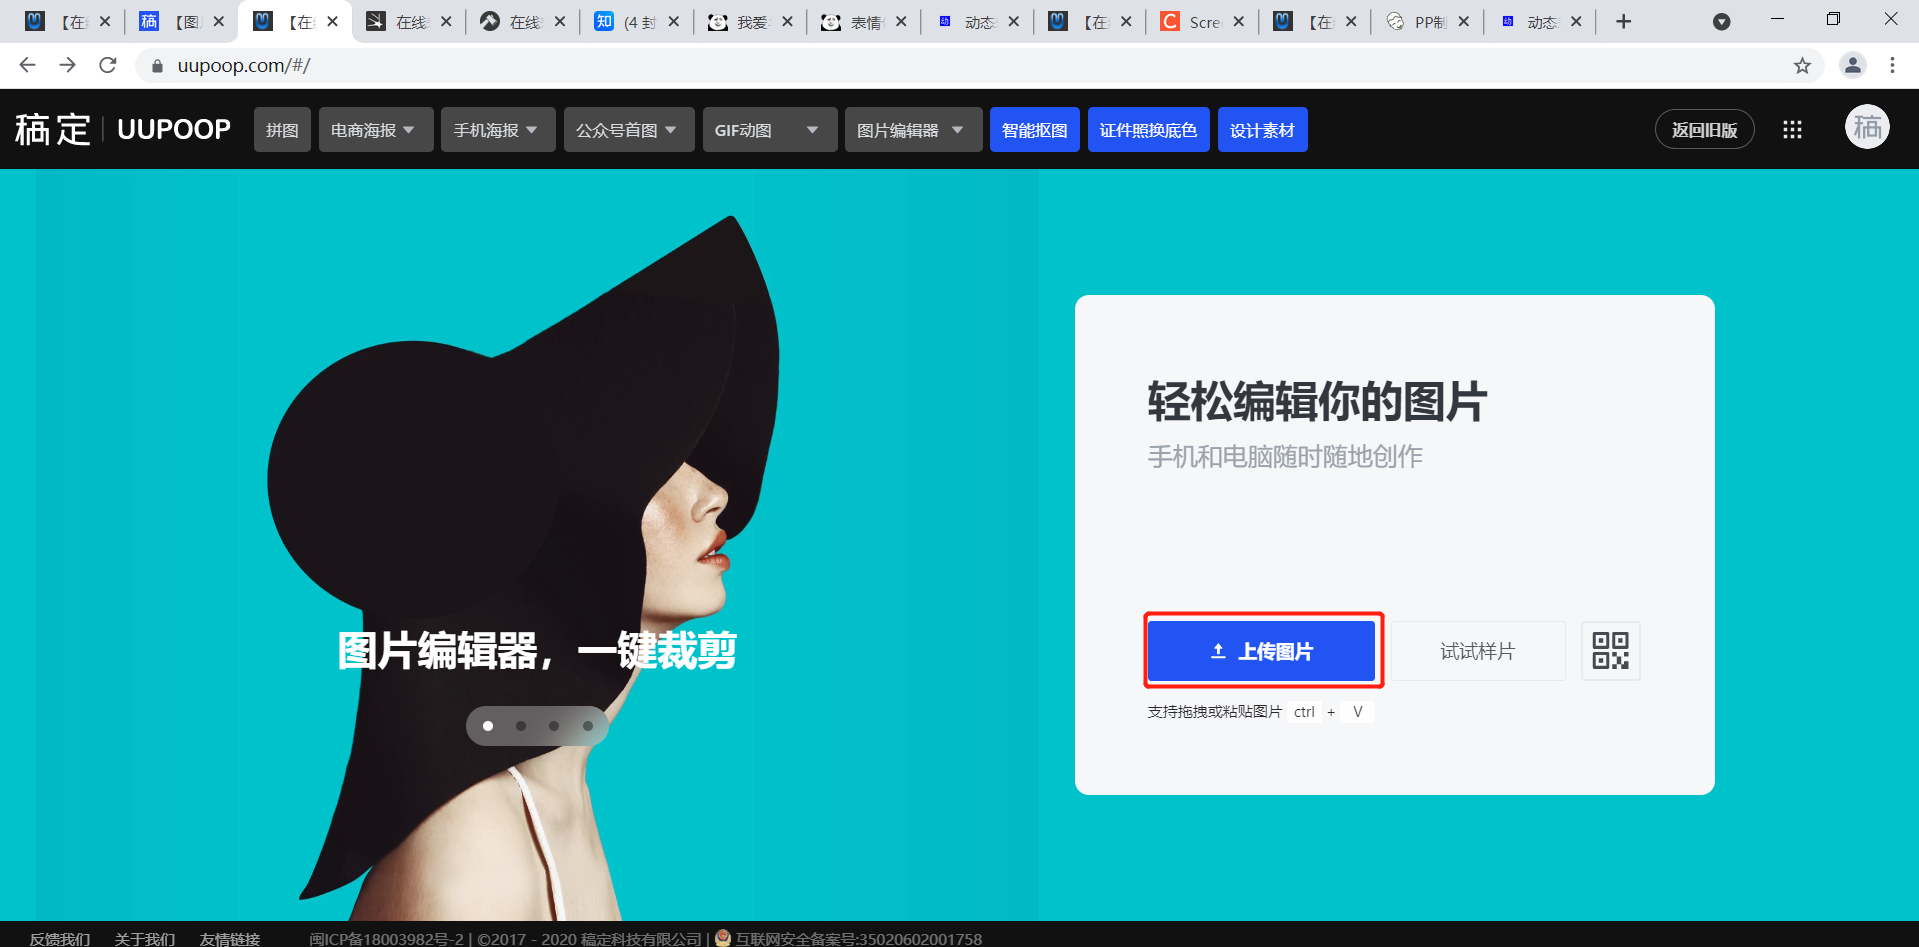 【在 【图 【在 在线 在线 知 (4 封 我爱 表情 动态 【在 Scre 【在 PP制 动态
uupoop.com/#/
稿定 | UUPOOP 拼图 电商海报 手机海报 公众号首图 GIF动图 图片编辑器 智能抠图 证件照换底色 设计素材 返回旧版 稿
轻松编辑你的图片
手机和电脑随时随地创作
图片编辑器，一键裁剪
上传图片 试试样片
支持拖拽或粘贴图片 ctrl + V
反馈我们 关于我们 友情链接 闽ICP备18003982号-2 | ©2017 - 2020 稿定科技有限公司 | 互联网安全备案号:35020602001758